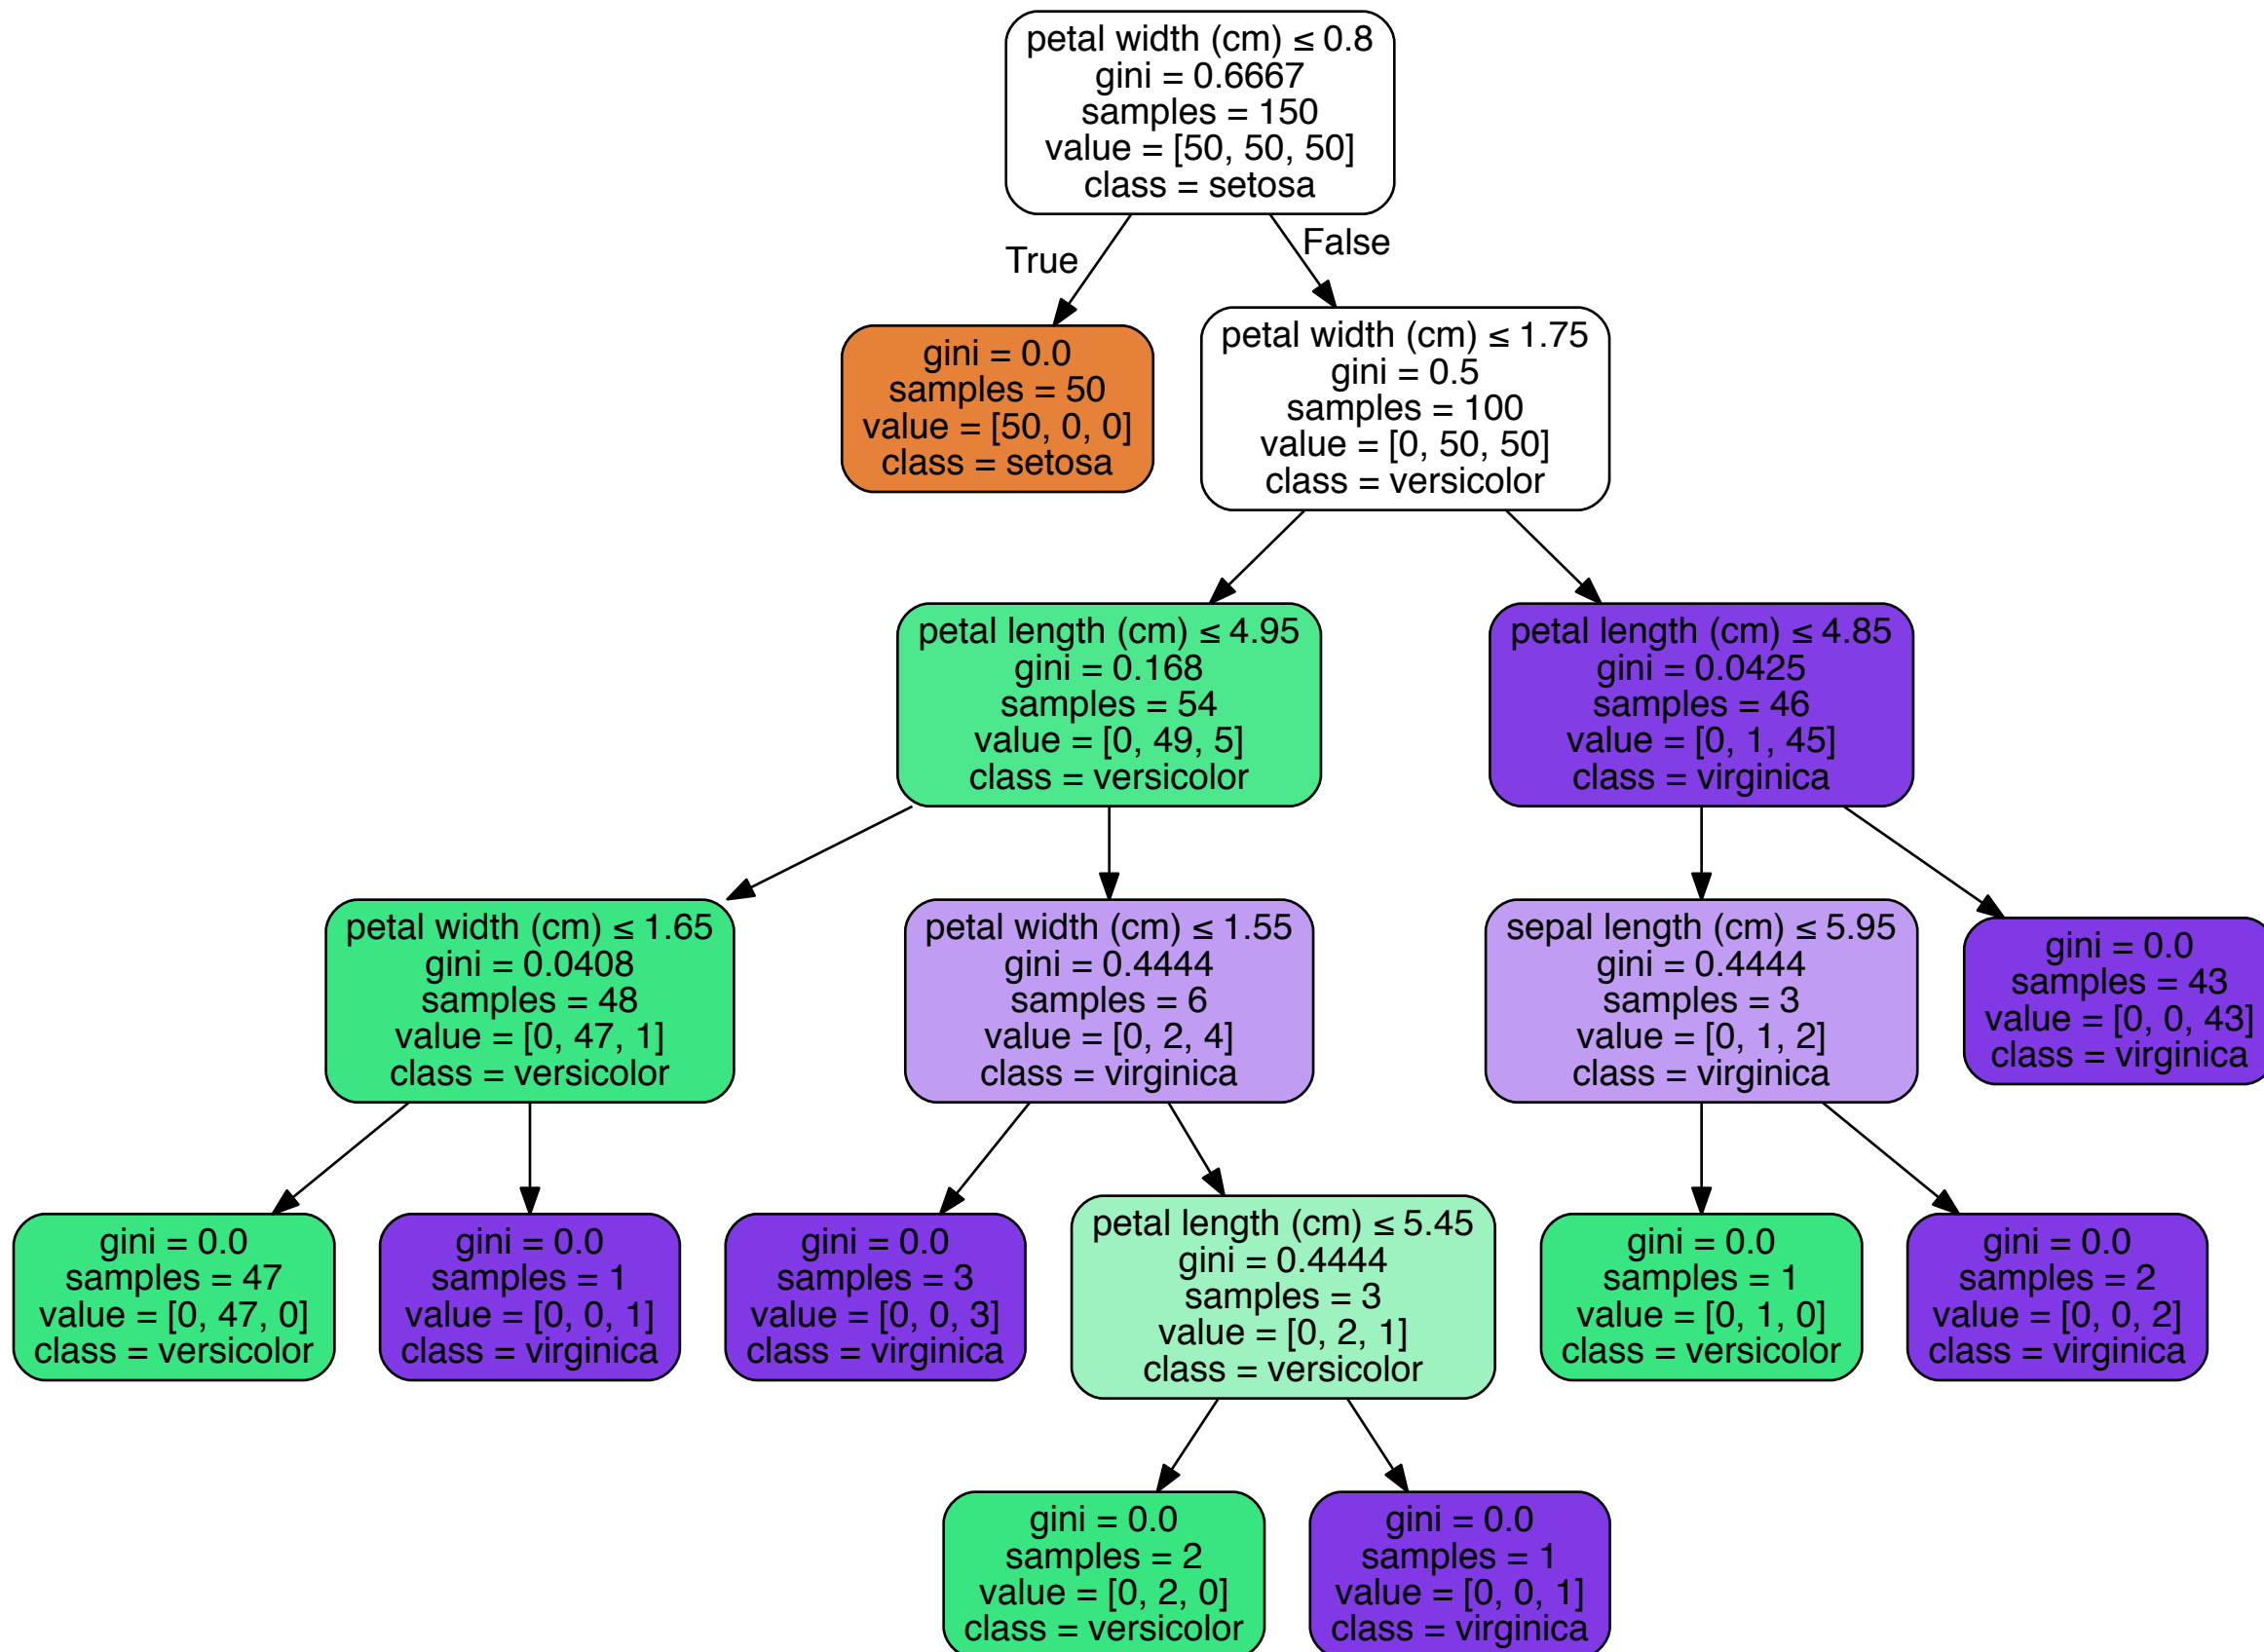 petal width (cm) ≤ 0.8
gini = 0.6667
samples = 150
value = [50, 50, 50]
class = setosa
True
False
gini = 0.0
samples = 50
value = [50, 0, 0]
class = setosa
petal width (cm) ≤ 1.75
gini = 0.5
samples = 100
value = [0, 50, 50]
class = versicolor
petal length (cm) ≤ 4.95
gini = 0.168
samples = 54
value = [0, 49, 5]
class = versicolor
petal length (cm) ≤ 4.85
gini = 0.0425
samples = 46
value = [0, 1, 45]
class = virginica
petal width (cm) ≤ 1.65
gini = 0.0408
samples = 48
value = [0, 47, 1]
class = versicolor
petal width (cm) ≤ 1.55
gini = 0.4444
samples = 6
value = [0, 2, 4]
class = virginica
sepal length (cm) ≤ 5.95
gini = 0.4444
samples = 3
value = [0, 1, 2]
class = virginica
gini = 0.0
samples = 43
value = [0, 0, 43]
class = virginica
gini = 0.0
samples = 47
value = [0, 47, 0]
class = versicolor
gini = 0.0
samples = 1
value = [0, 0, 1]
class = virginica
gini = 0.0
samples = 3
value = [0, 0, 3]
class = virginica
petal length (cm) ≤ 5.45
gini = 0.4444
samples = 3
value = [0, 2, 1]
class = versicolor
gini = 0.0
samples = 1
value = [0, 1, 0]
class = versicolor
gini = 0.0
samples = 2
value = [0, 0, 2]
class = virginica
gini = 0.0
samples = 2
value = [0, 2, 0]
class = versicolor
gini = 0.0
samples = 1
value = [0, 0, 1]
class = virginica